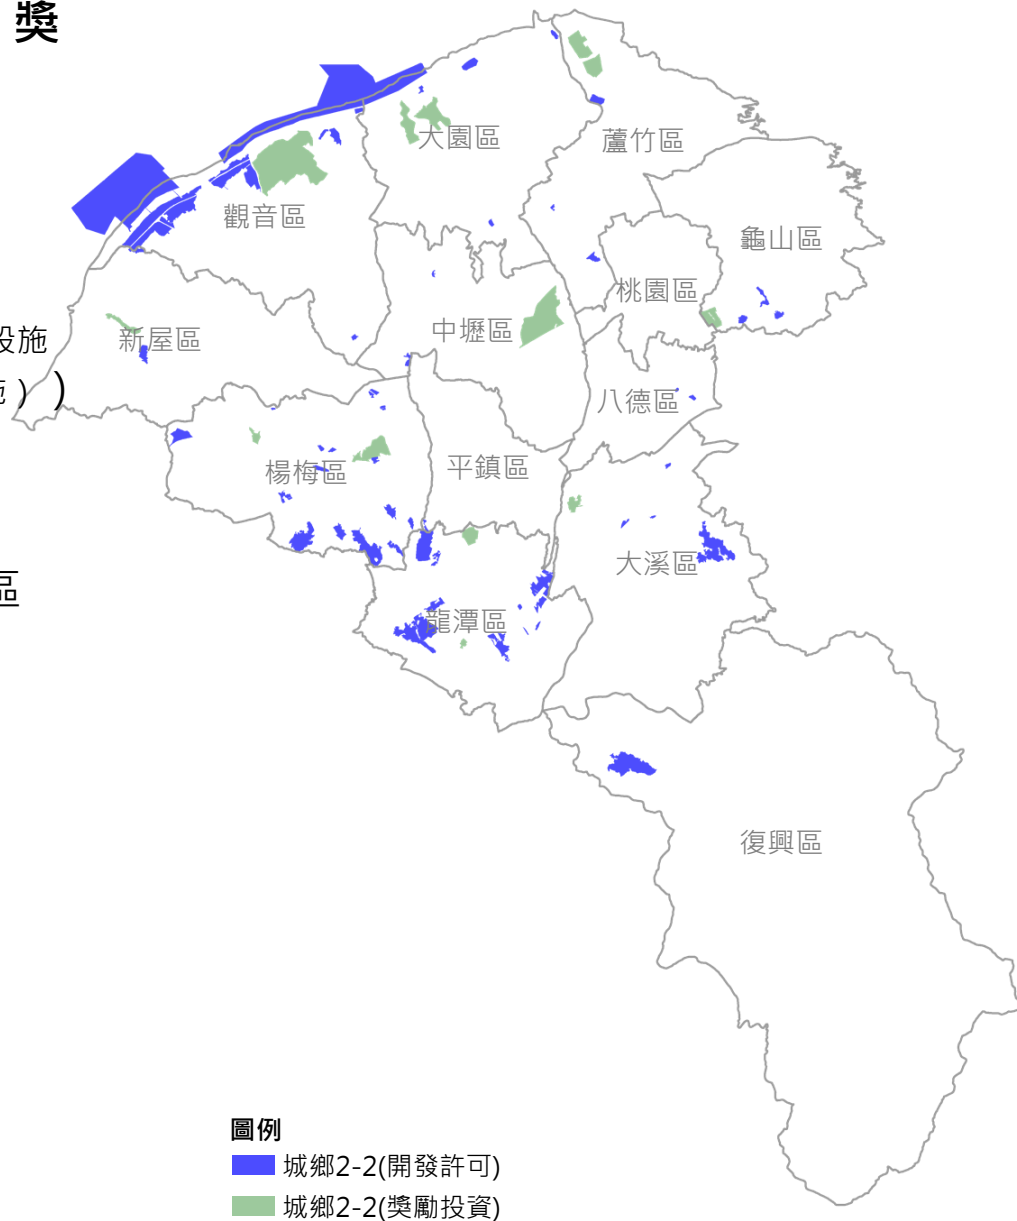 獎
大園區
蘆竹區
觀音區
龜山區
桃園區
中壢區
設施
新屋區
施））
八德區
楊梅區
平鎮區
大溪區
區
龍潭區
復興區
圖例
城鄉2-2(開發許可)
城鄉2-2(獎勵投資)